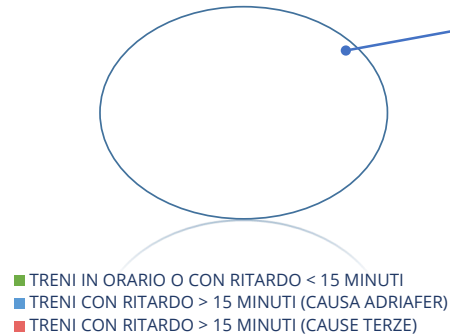 TRENI IN ORARIO O CON RITARDO < 15 MINUTI
TRENI CON RITARDO > 15 MINUTI (CAUSA ADRIAFER)
TRENI CON RITARDO > 15 MINUTI (CAUSE TERZE)